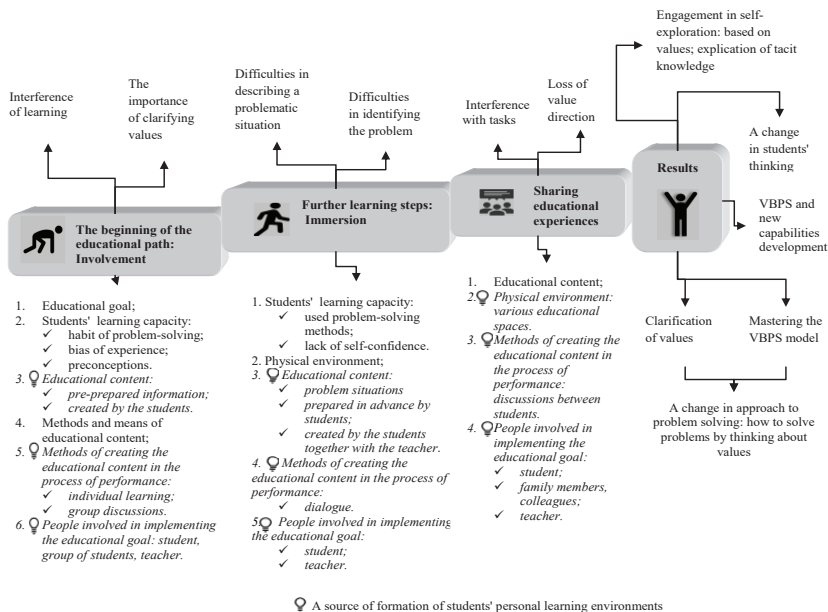 Interference
of learning
The
importance
of clarifying
values
The beginning of the
educational path:
Involvement
1. Educational goal;
2. Students' learning capacity:
✓ habit of problem-solving;
✓ bias of experience;
✓ preconceptions.
3. Educational content:
✓ pre-prepared information;
✓ created by the students.
4. Methods and means of
educational content;
5. Methods of creating the
educational content in the
process of performance:
✓ individual learning;
✓ group discussions.
6. People involved in implementing
the educational goal: student,
group of students, teacher.
Difficulties in
describing a
problematic
situation
Difficulties
in identifying
the problem
Further learning steps:
Immersion
1. Students' learning capacity:
✓ used problem-solving
methods;
✓ lack of self-confidence.
2. Physical environment;
3. Educational content:
✓ problem situations
✓ prepared in advance by
students;
✓ created by the students
together with the teacher.
4. Methods of creating the
educational content in the process of
performance:
✓ dialogue.
5. People involved in implementing
the educational goal:
✓ student;
✓ teacher.
Interference
with tasks
Loss of
value
direction
Sharing
educational
experiences
1. Educational content;
2. Physical environment:
various educational
spaces.
3. Methods of creating the
educational content in
the process of
performance:
discussions between
students.
4. People involved in
implementing the
educational goal:
✓ student;
✓ family members,
colleagues;
✓ teacher.
Engagement in self-
exploration: based on
values; explication of tacit
knowledge
A change
in students'
thinking
Results
VBPS and
new
capabilities
development
Clarification
of values
Mastering the
VBPS model
A change in approach to
problem solving: how to solve
problems by thinking about
values
A source of formation of students' personal learning environments